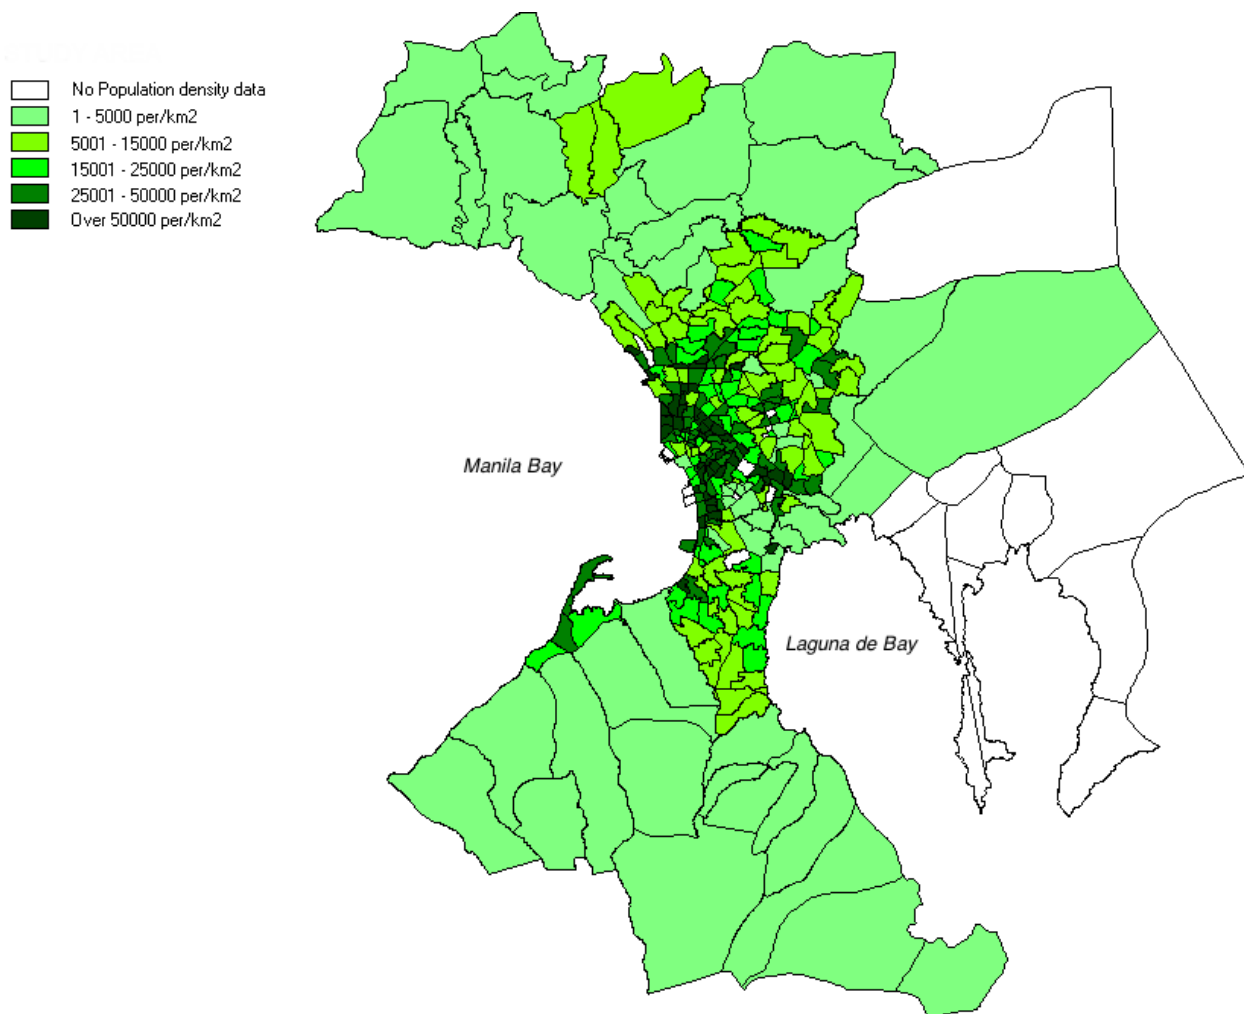 No Population density data
1 - 5000 per/km2
5001 - 15000 per/km2
15001 - 25000 per/km2
25001 - 50000 per/km2
Over 50000 per/km2
Manila Bay
Laguna de Bay